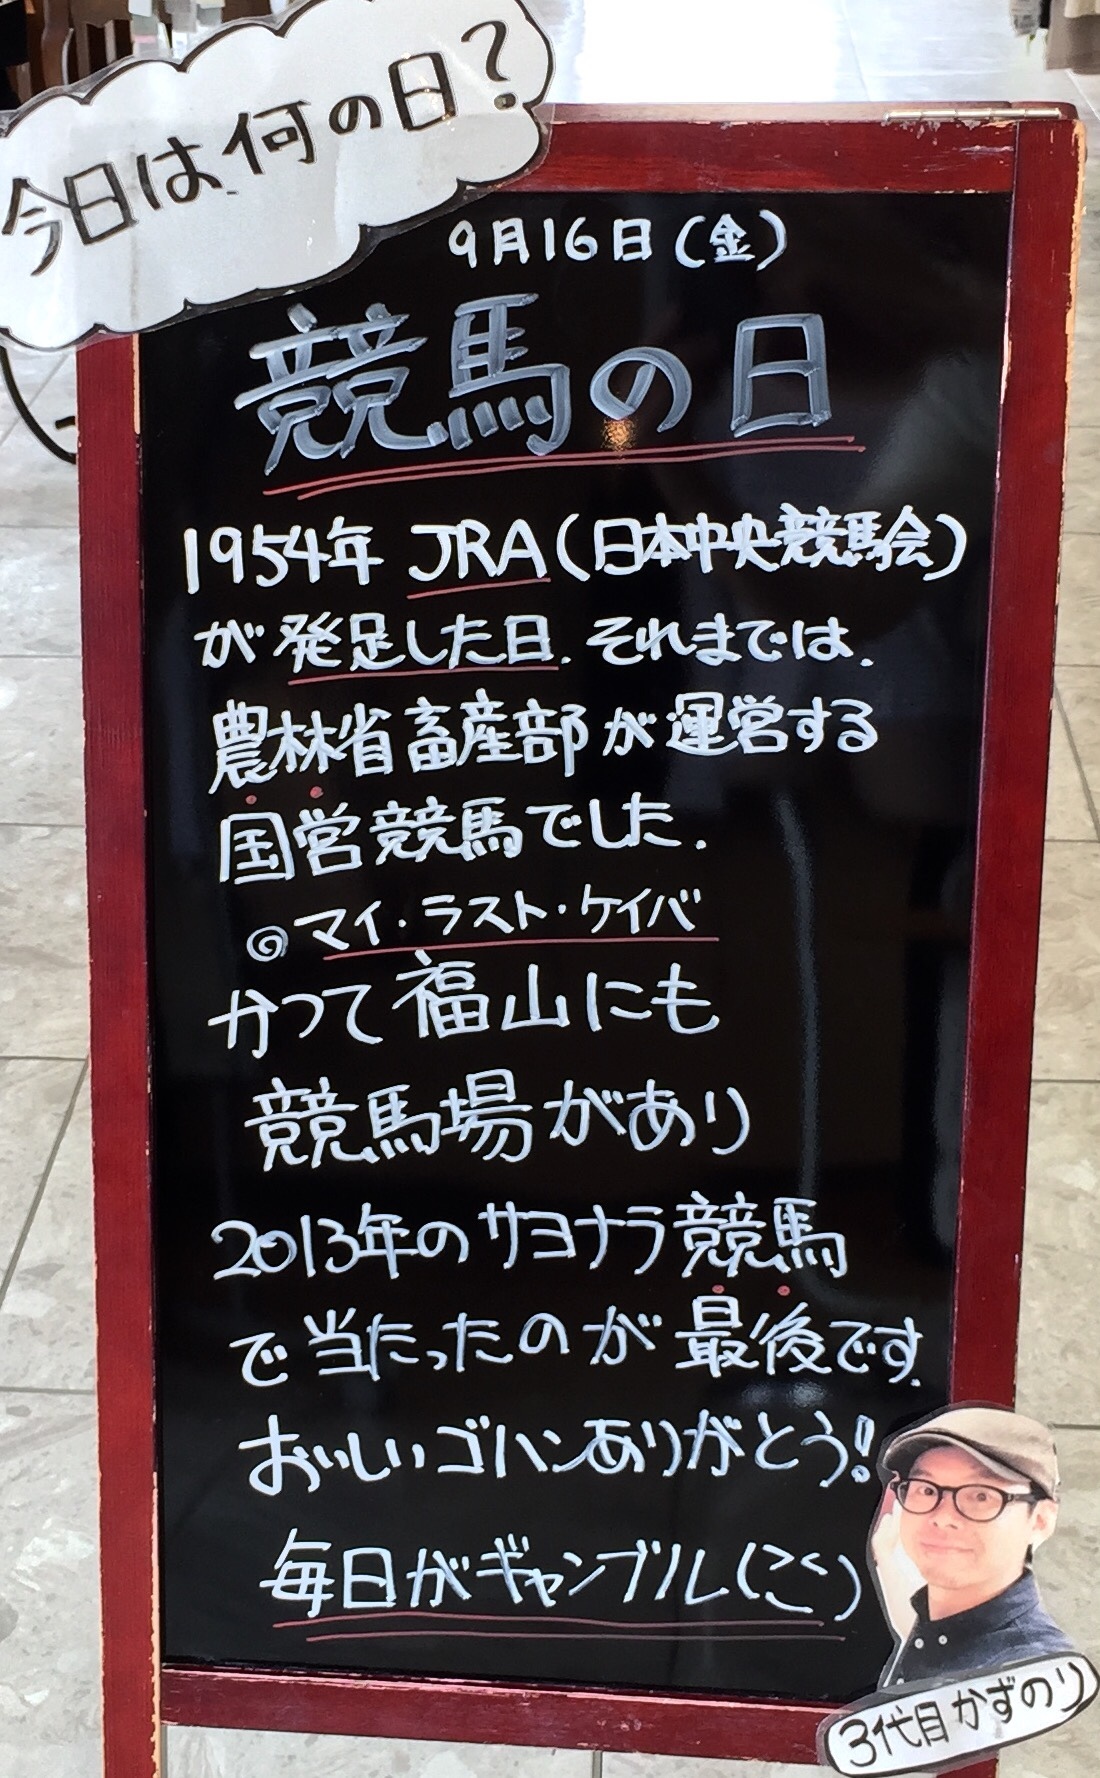 今日は何の日?
9月16日(金)
競馬の日
1954年 JRA(日本中央競馬会)
が発足した日.それまでは.
農林省畜産部が運営する
国営競馬でした.
◎マイ・ラスト・ケイバ
かつて福山にも
競馬場があり
2013年のサヨナラ競馬
で当たったのが最後です.
おいしいゴハンありがとう!
毎日がギャンブル(こく)
3代目かずのり